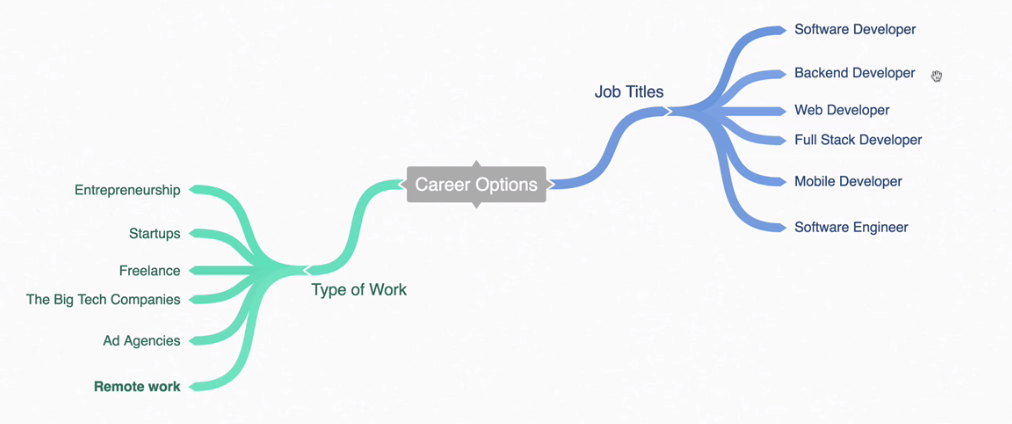 Career Options
Job Titles
Software Developer
Backend Developer
Web Developer
Full Stack Developer
Mobile Developer
Software Engineer
Type of Work
Entrepreneurship
Startups
Freelance
The Big Tech Companies
Ad Agencies
Remote work